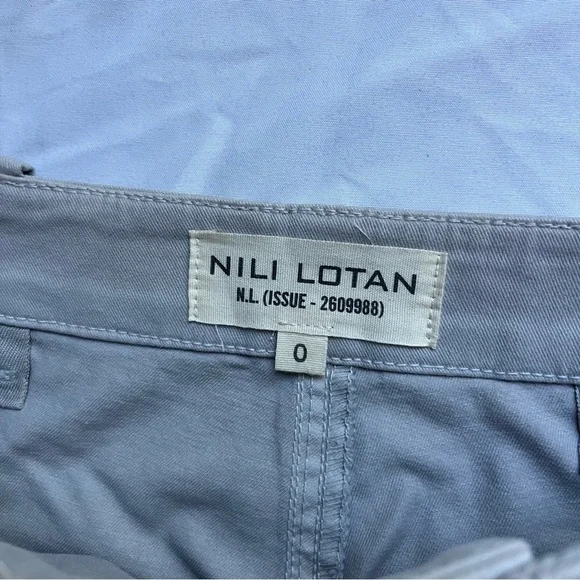 NILI LOTAN
N.L. (ISSUE - 2609988)
0